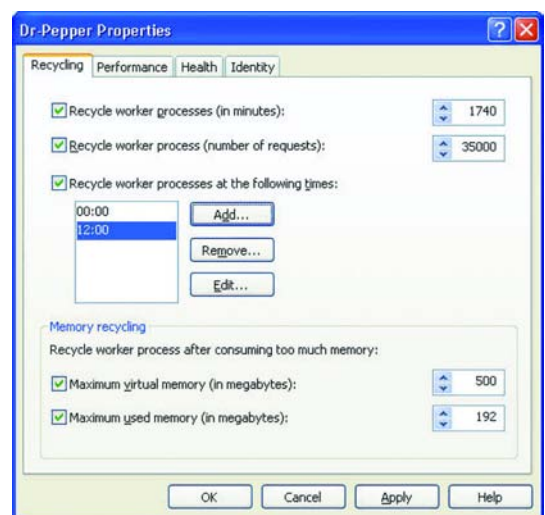 Dr-Pepper Properties
Recycling Performance Health Identity
Recycle worker processes (in minutes): 1740
Recycle worker process (number of requests): 35000
Recycle worker processes at the following times:
00:00
12:00
Add...
Remove...
Edit...
Memory recycling
Recycle worker process after consuming too much memory:
Maximum virtual memory (in megabytes): 500
Maximum used memory (in megabytes): 192
OK Cancel Apply Help